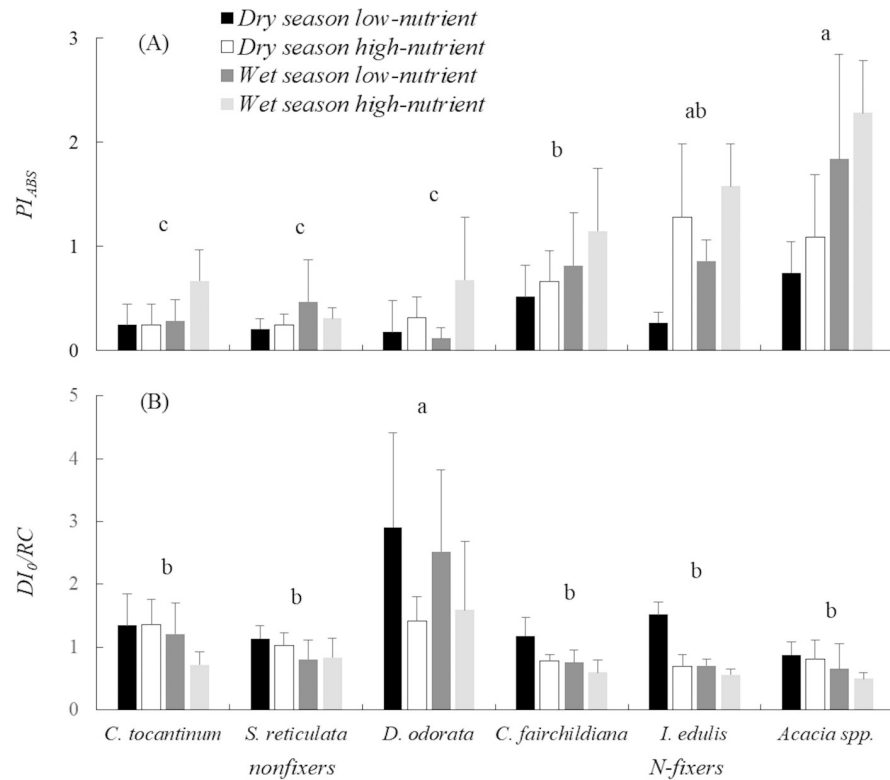 Dry season low-nutrient
Dry season high-nutrient
Wet season low-nutrient
Wet season high-nutrient
(A)
PI_ABS
3
2
1
0
c
c
c
b
ab
a
(B)
DI_0/RC
5
4
3
2
1
0
b
b
a
b
b
b
C. tocantinum S. reticulata D. odorata C. fairchildiana I. edulis Acacia spp.
nonfixers N-fixers